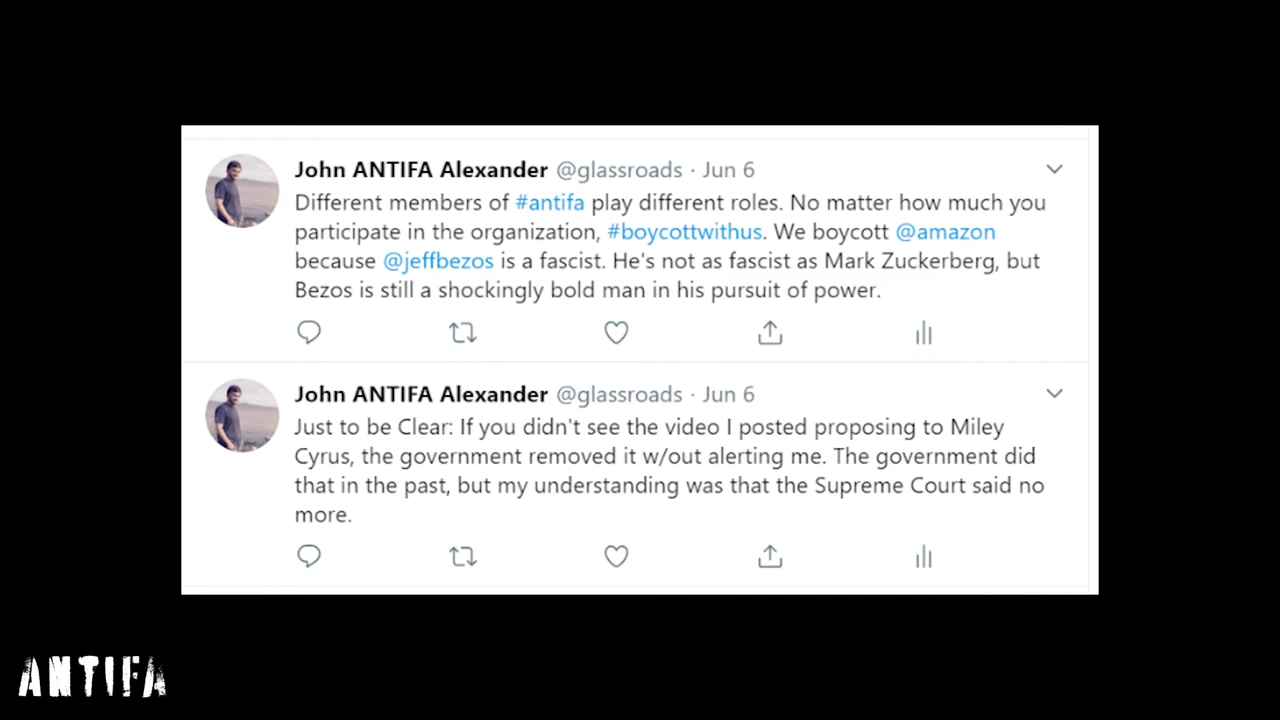 John ANTIFA Alexander @glassroads · Jun 6
Different members of #antifa play different roles. No matter how much you
participate in the organization, #boycottwithus. We boycott @amazon
because @jeffbezos is a fascist. He's not as fascist as Mark Zuckerberg, but
Bezos is still a shockingly bold man in his pursuit of power.
John ANTIFA Alexander @glassroads · Jun 6
Just to be Clear: If you didn't see the video I posted proposing to Miley
Cyrus, the government removed it w/out alerting me. The government did
that in the past, but my understanding was that the Supreme Court said no
more.
ANTIFA